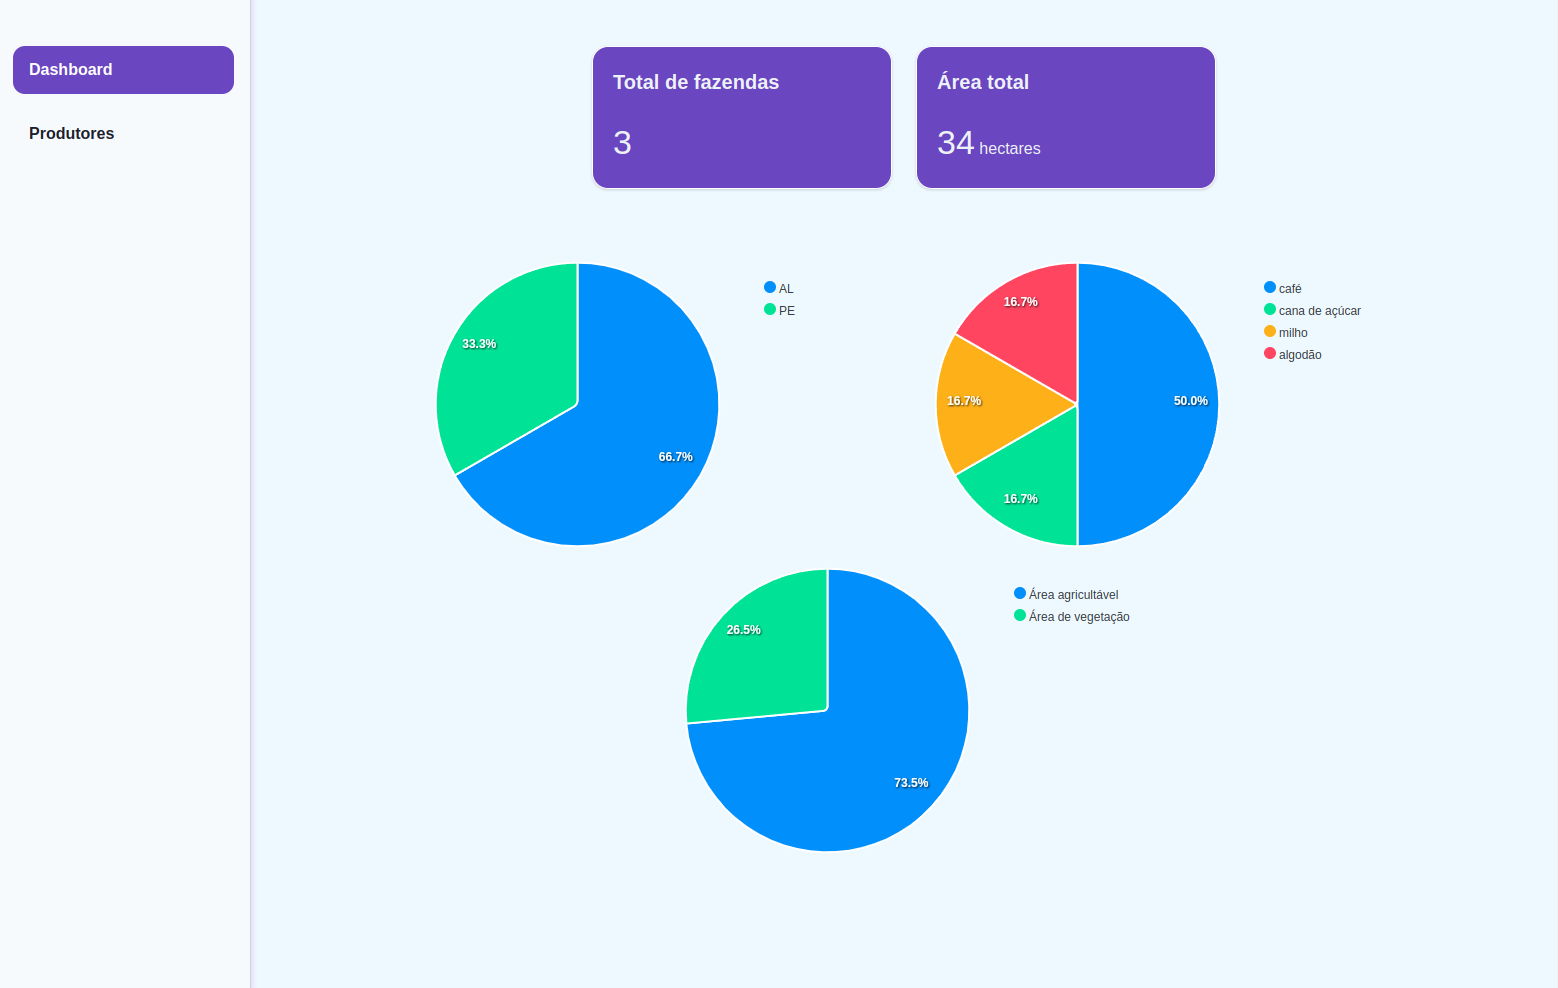 Dashboard
Produtores
Total de fazendas
3
Área total
34 hectares
33.3%
66.7%
AL
PE
16.7%
16.7%
50.0%
16.7%
café
cana de açúcar
milho
algodão
26.5%
73.5%
Área agricultável
Área de vegetação